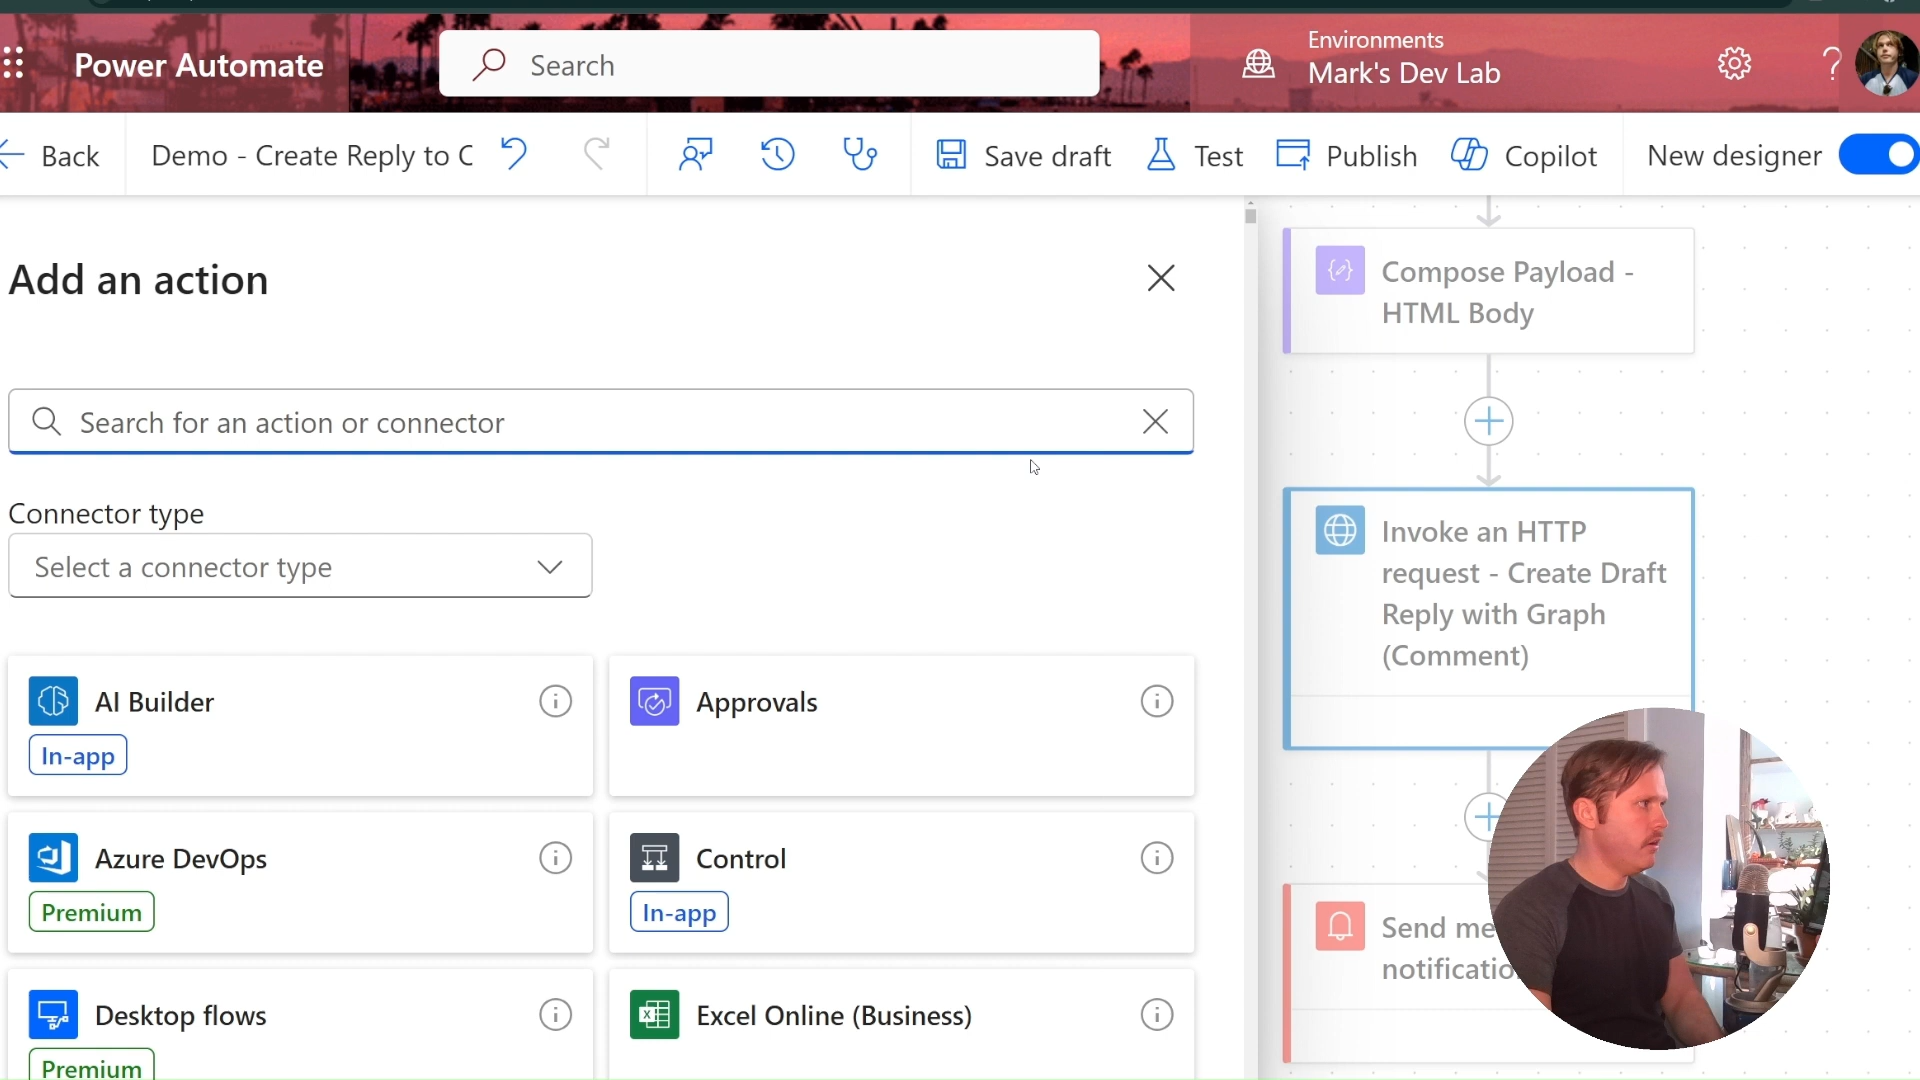 Power Automate
Search
Environments
Mark's Dev Lab
Back
Demo - Create Reply to C
Save draft
Test
Publish
Copilot
New designer
Add an action
Search for an action or connector
Connector type
Select a connector type
AI Builder
In-app
Approvals
Azure DevOps
Premium
Control
In-app
Desktop flows
Premium
Excel Online (Business)
Compose Payload -
HTML Body
Invoke an HTTP
request - Create Draft
Reply with Graph
(Comment)
Send me
notificatio